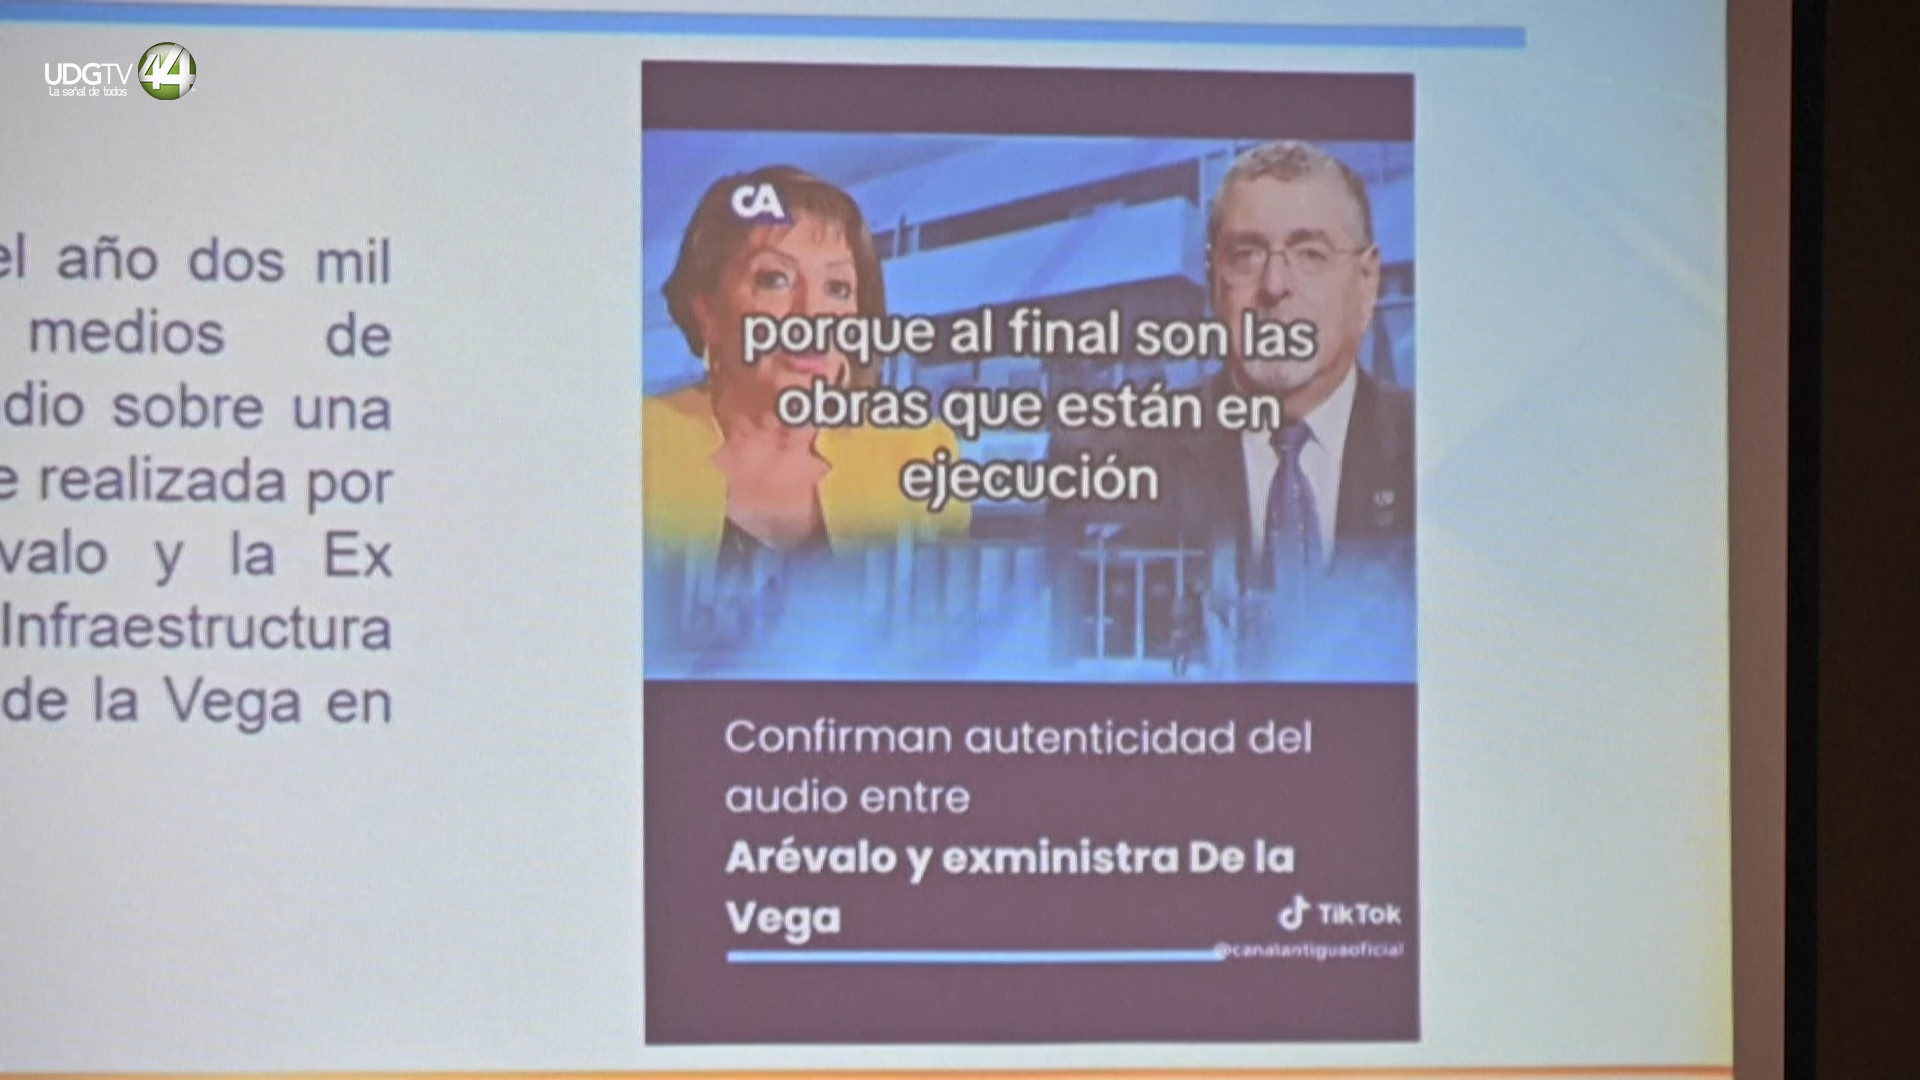 UDGTV 44
La señal de todos
el año dos mil
medios de
dio sobre una
e realizada por
valo y la Ex
Infraestructura
de la Vega en
CA
porque al final son las
obras que están en
ejecución
Confirman autenticidad del
audio entre
Arévalo y exministra De la
Vega
TikTok
@canalantiguaoficial